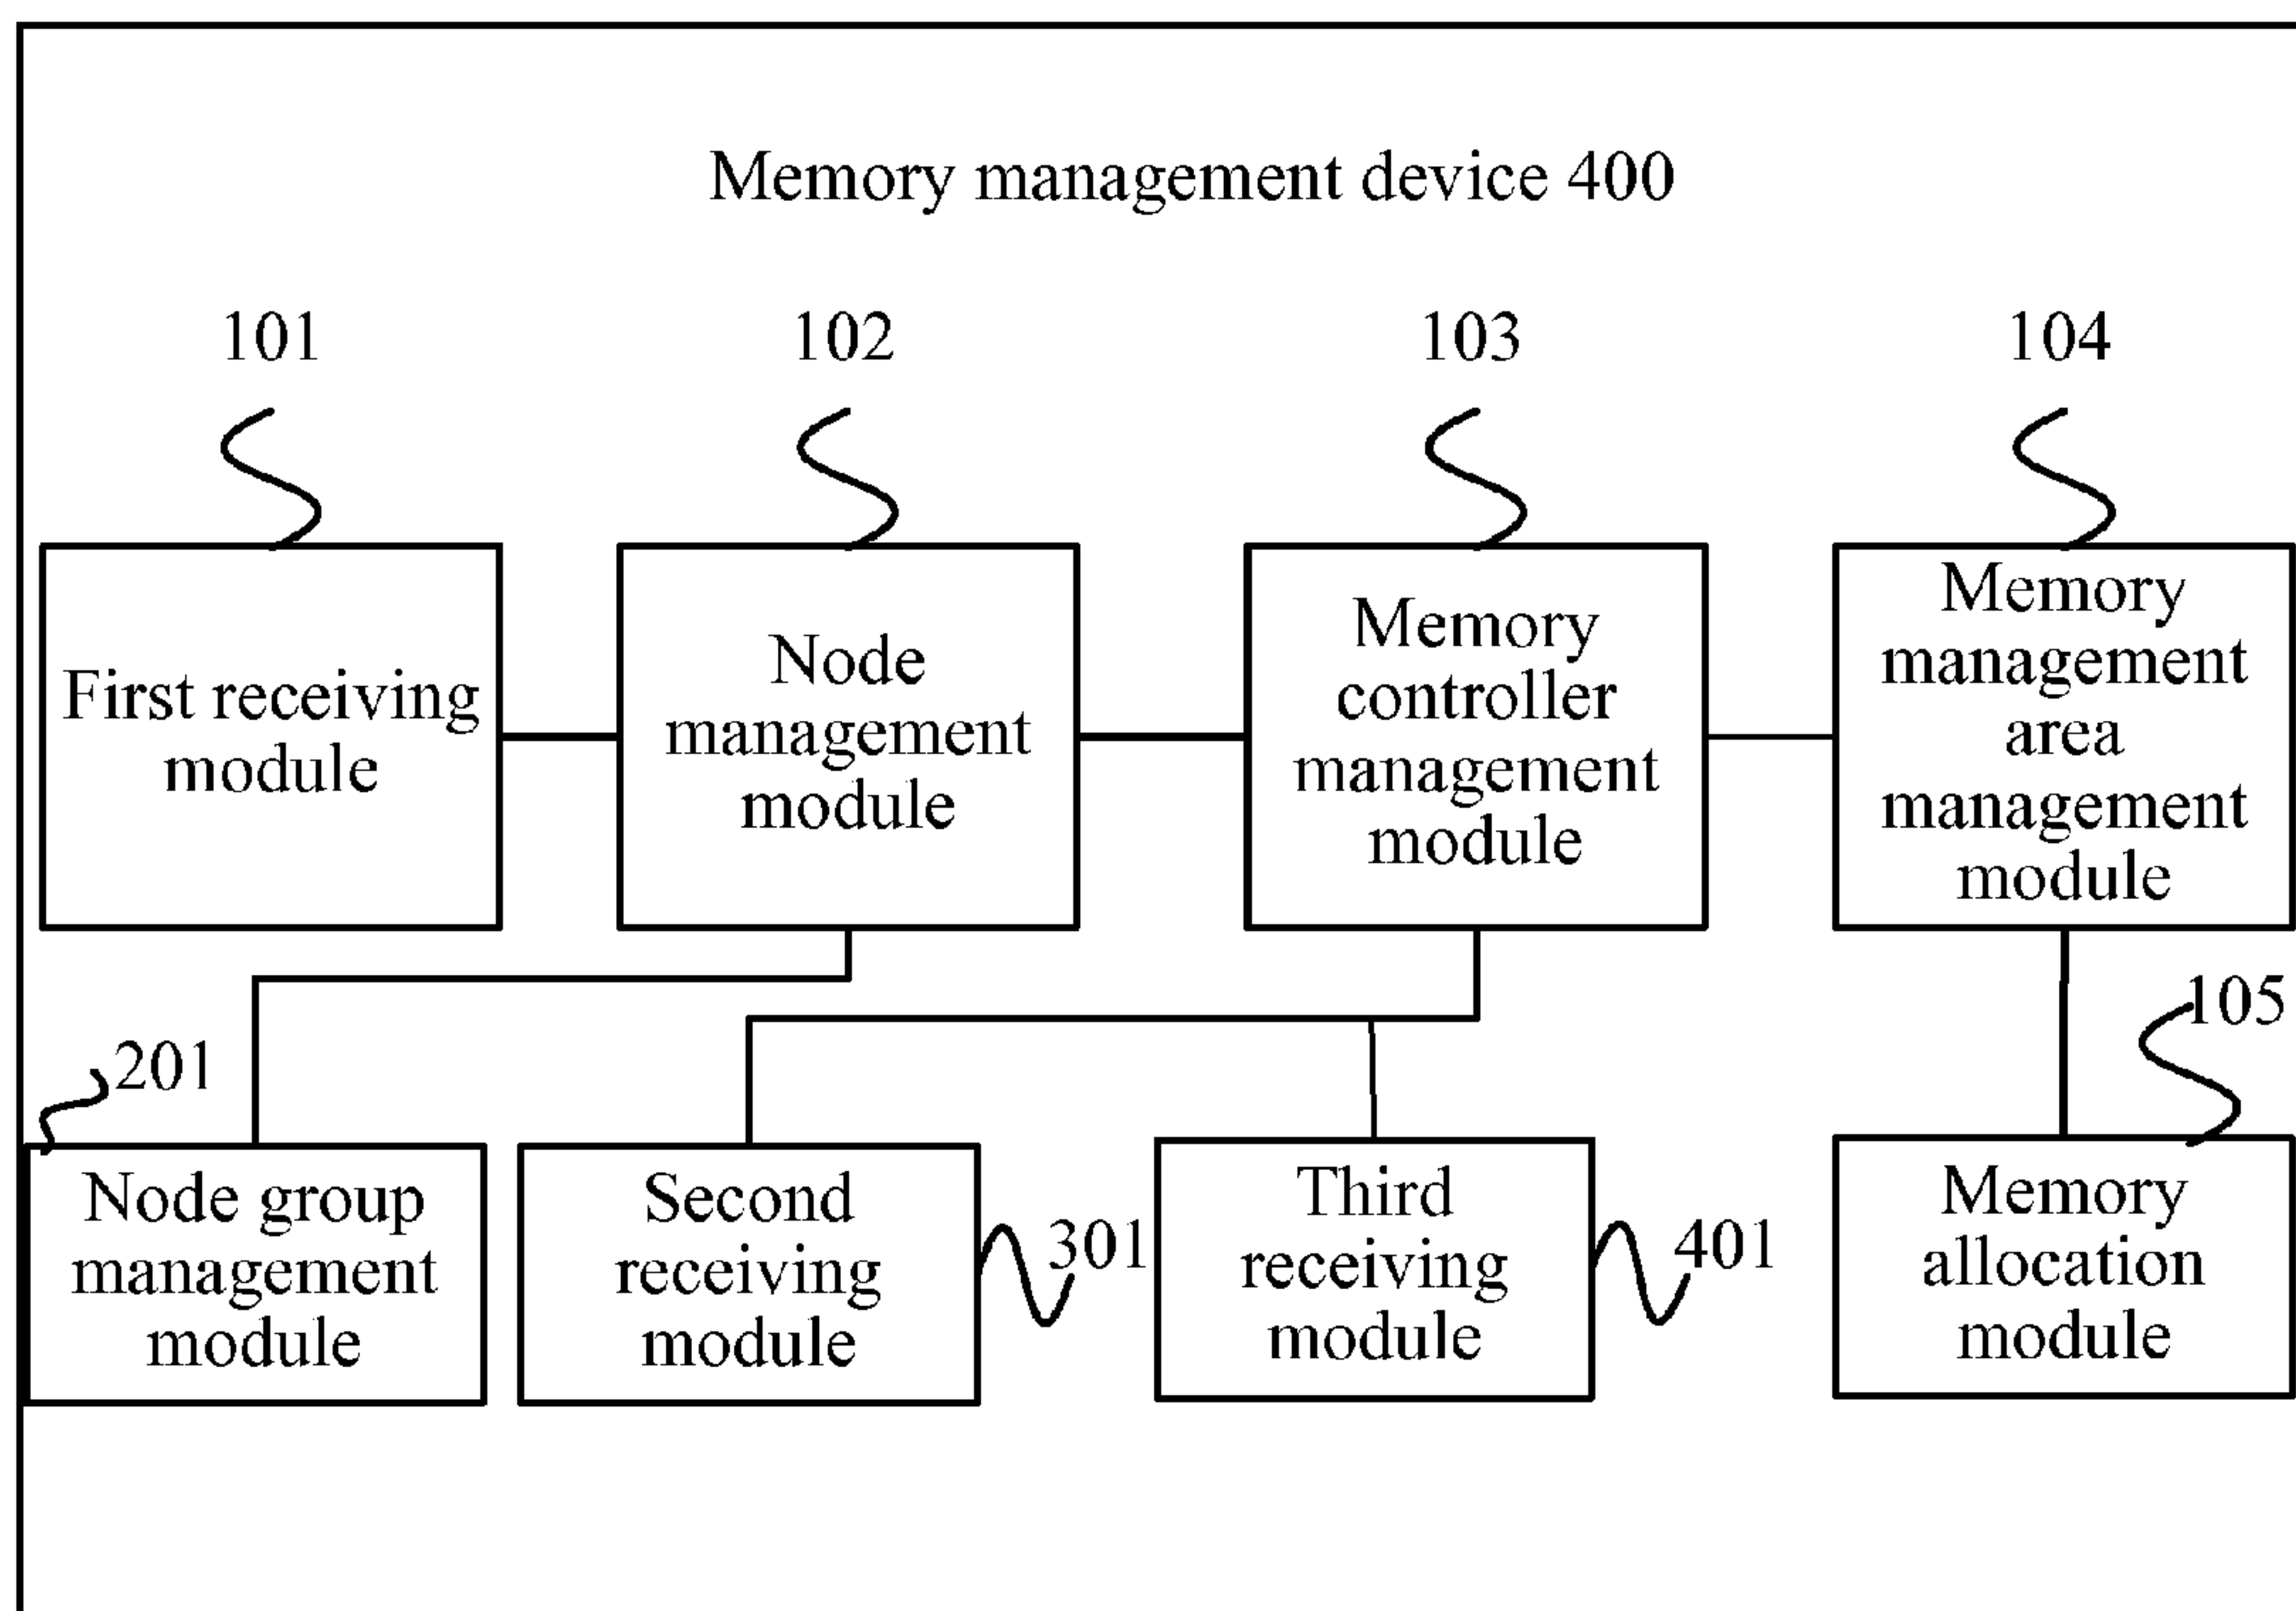 Memory management device 400
101
102
103
104
First receiving
module
Node
management
module
Memory
controller
management
module
Memory
management
area
management
module
201
105
Node group
management
module
Second
receiving
module
301
Third
receiving
module
401
Memory
allocation
module